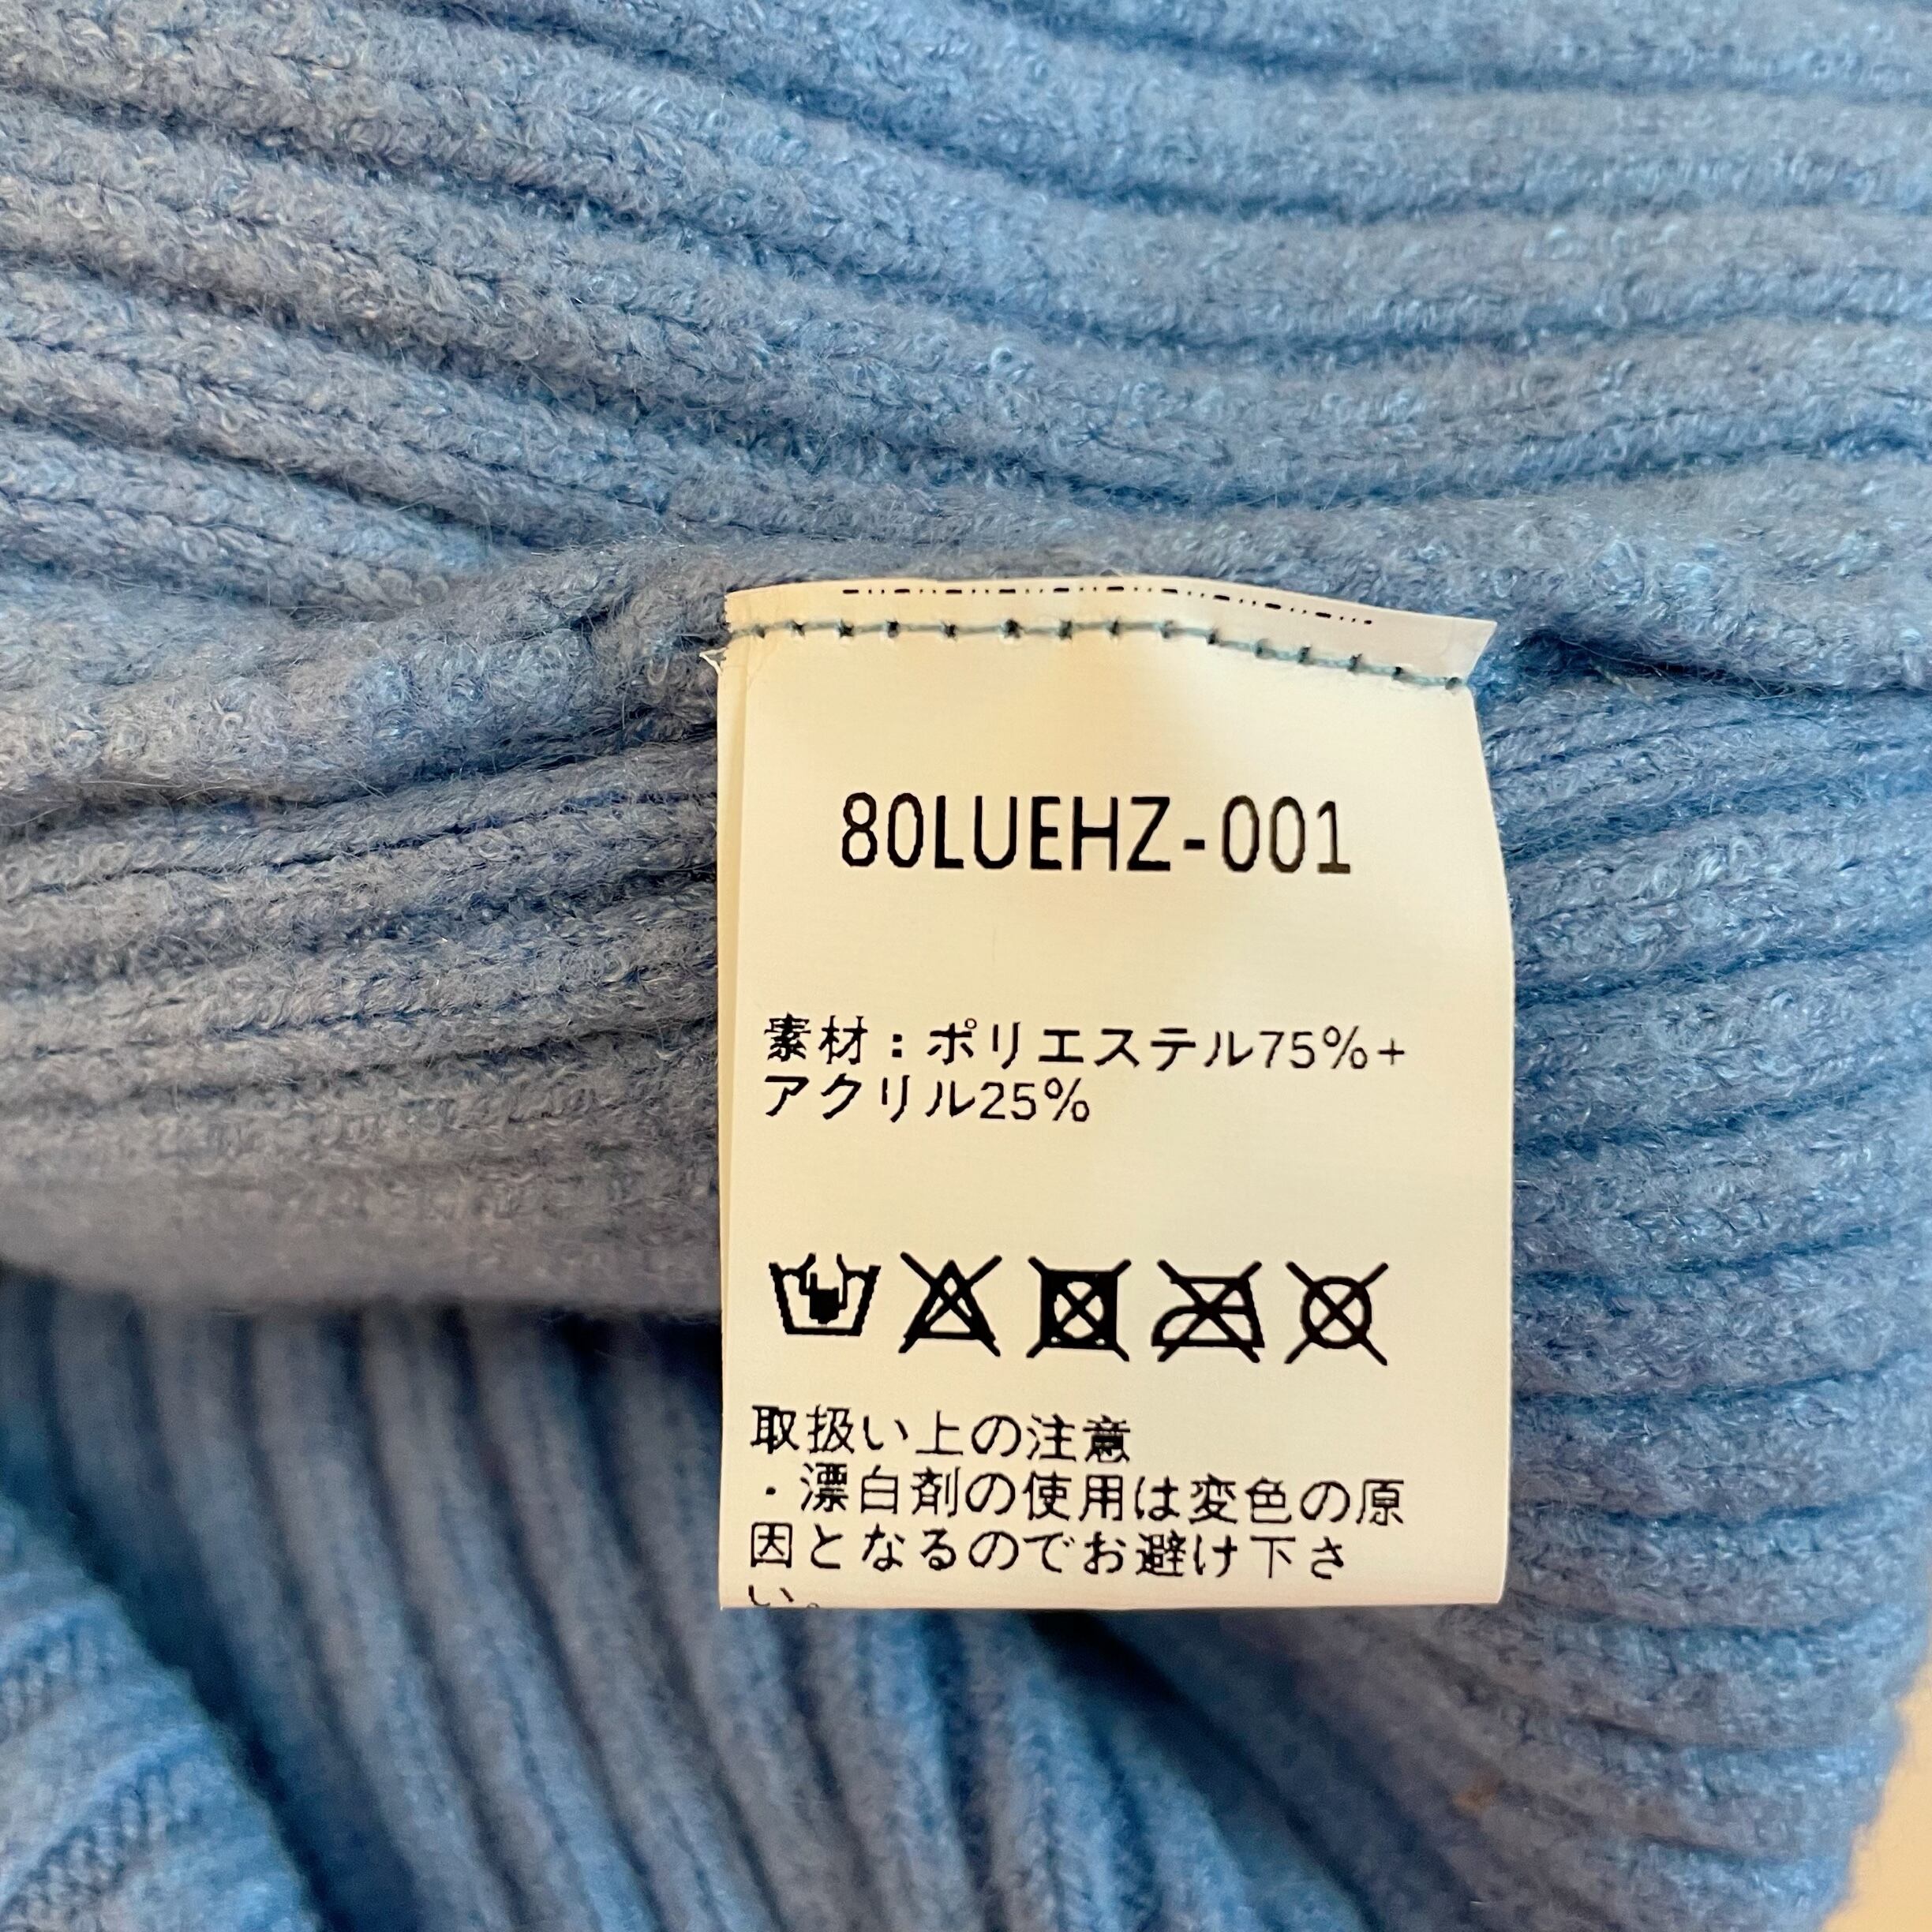 80LUEHZ-001
素材：ポリエステル75%+
アクリル25%
取扱い上の注意
・漂白剤の使用は変色の原
因となるのでお避け下さ
い。